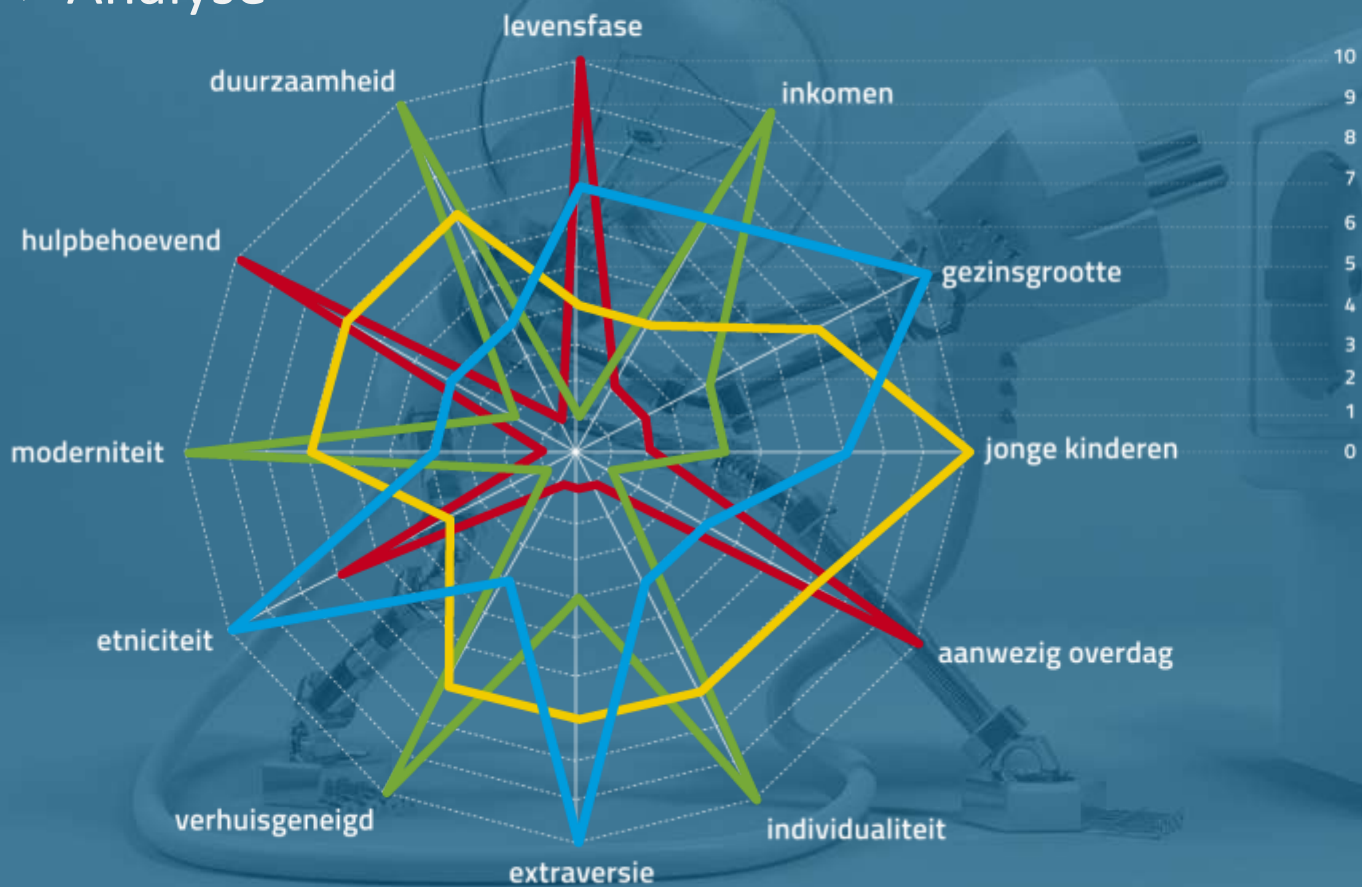 Analyse
levensfase
duurzaamheid
inkomen
hulpbehoevend
gezinsgrootte
moderniteit
jonge kinderen
etniciteit
aanwezig overdag
verhuisgeneigd
individualiteit
extraversie
10
9
8
7
6
5
4
3
2
1
0